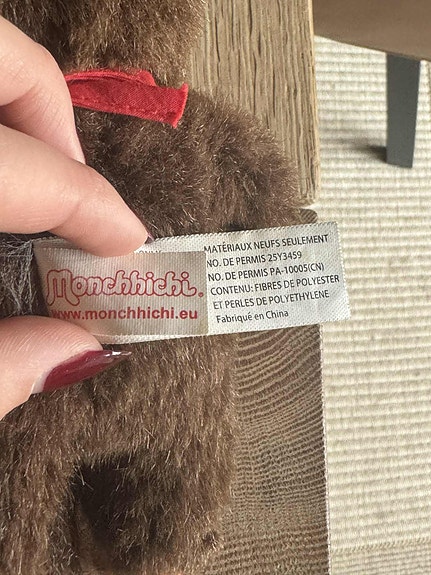 Monchhichi®
www.monchhichi.eu
MATÉRIAUX NEUFS SEULEMENT
NO. DE PERMIS 25Y3459
NO. DE PERMIS PA-10005(CN)
CONTENU: FIBRES DE POLYESTER
ET PERLES DE POLYETHYLENE
Fabriqué en China